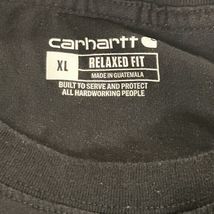 carhartt
XL RELAXED FIT
MADE IN GUATEMALA
BUILT TO SERVE AND PROTECT
ALL HARDWORKING PEOPLE